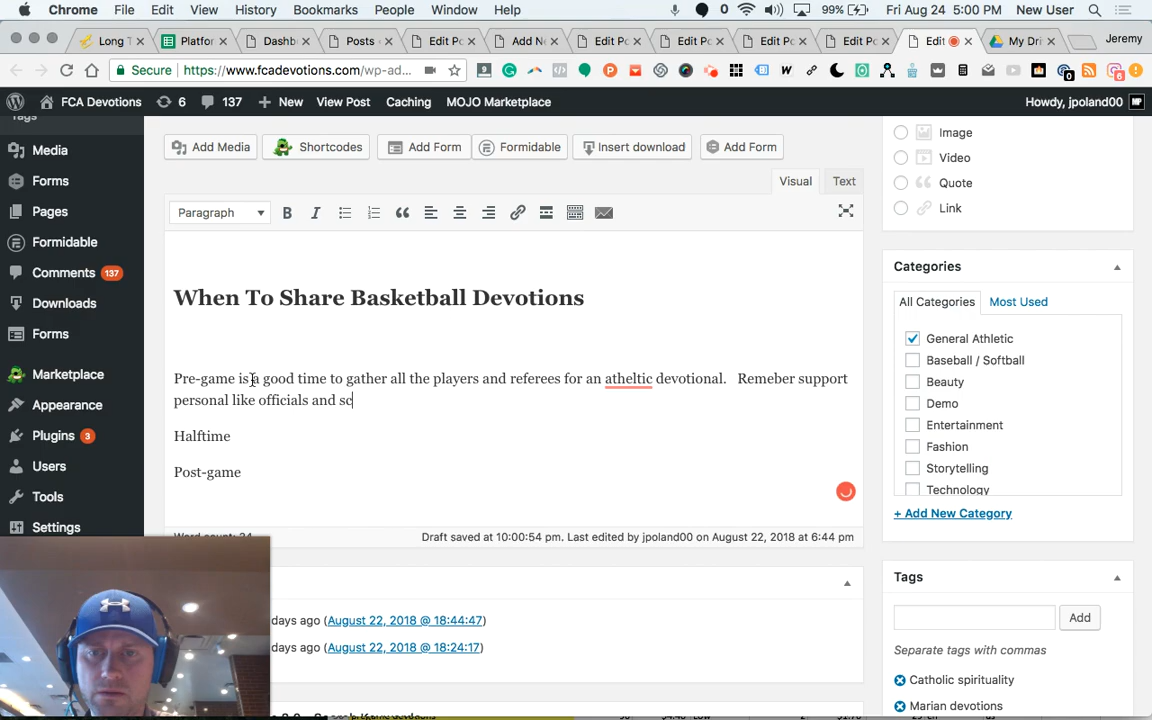 Chrome File Edit View History Bookmarks People Window Help 0 99% Fri Aug 24 5:00 PM New User
Long T Platfor Dashb Posts Edit Po Add Ne Edit Po Edit Po Edit Po Edit Po Edit My Dri Jeremy
Secure https://www.fcadevotions.com/wp-ad...
FCA Devotions 6 137 + New View Post Caching MOJO Marketplace Howdy, jpoland00
Tags
Media
Forms
Pages
Formidable
Comments 137
Downloads
Forms
Marketplace
Appearance
Plugins 3
Users
Tools
Settings
Add Media Shortcodes Add Form Formidable Insert download Add Form
Visual Text
Paragraph
When To Share Basketball Devotions
Pre-game is a good time to gather all the players and referees for an atheltic devotional. Remeber support
personal like officials and sc
Halftime
Post-game
Draft saved at 10:00:54 pm. Last edited by jpoland00 on August 22, 2018 at 6:44 pm
days ago (August 22, 2018 @ 18:44:47)
days ago (August 22, 2018 @ 18:24:17)
Image
Video
Quote
Link
Categories
All Categories Most Used
General Athletic
Baseball / Softball
Beauty
Demo
Entertainment
Fashion
Storytelling
Technology
+ Add New Category
Tags
Add
Separate tags with commas
Catholic spirituality
Marian devotions